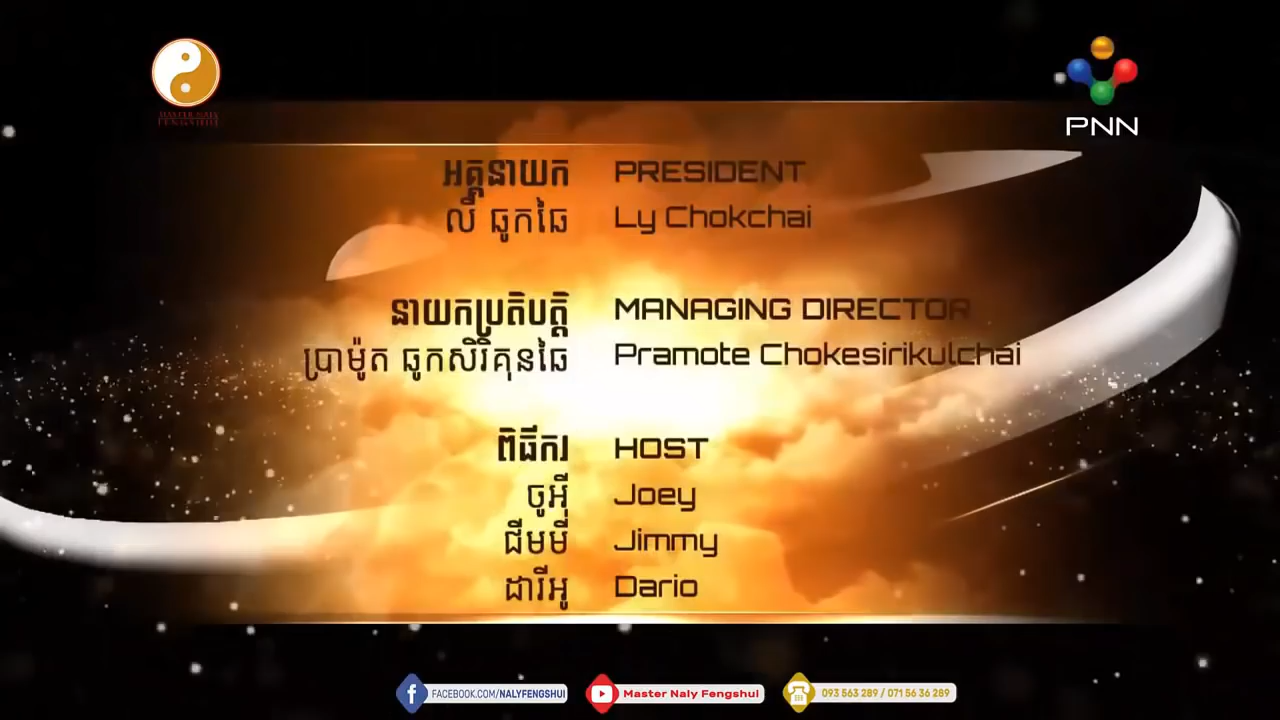 MASTER NALY
FENGSHUI
PNN
អគ្គនាយក PRESIDENT
លី ឆូកឆៃ Ly Chokchai
នាយកប្រតិបត្តិ MANAGING DIRECTOR
ប្រាម៉ូត ឆូកសិរីគុនឆៃ Pramote Chokesirikulchai
ពិធីករ HOST
ចូអ៊ី Joey
ជីមមី Jimmy
ដារីអូ Dario
FACEBOOK.COM/NALYFENGSHUI
Master Naly Fengshui
093 563 289 / 071 56 36 289